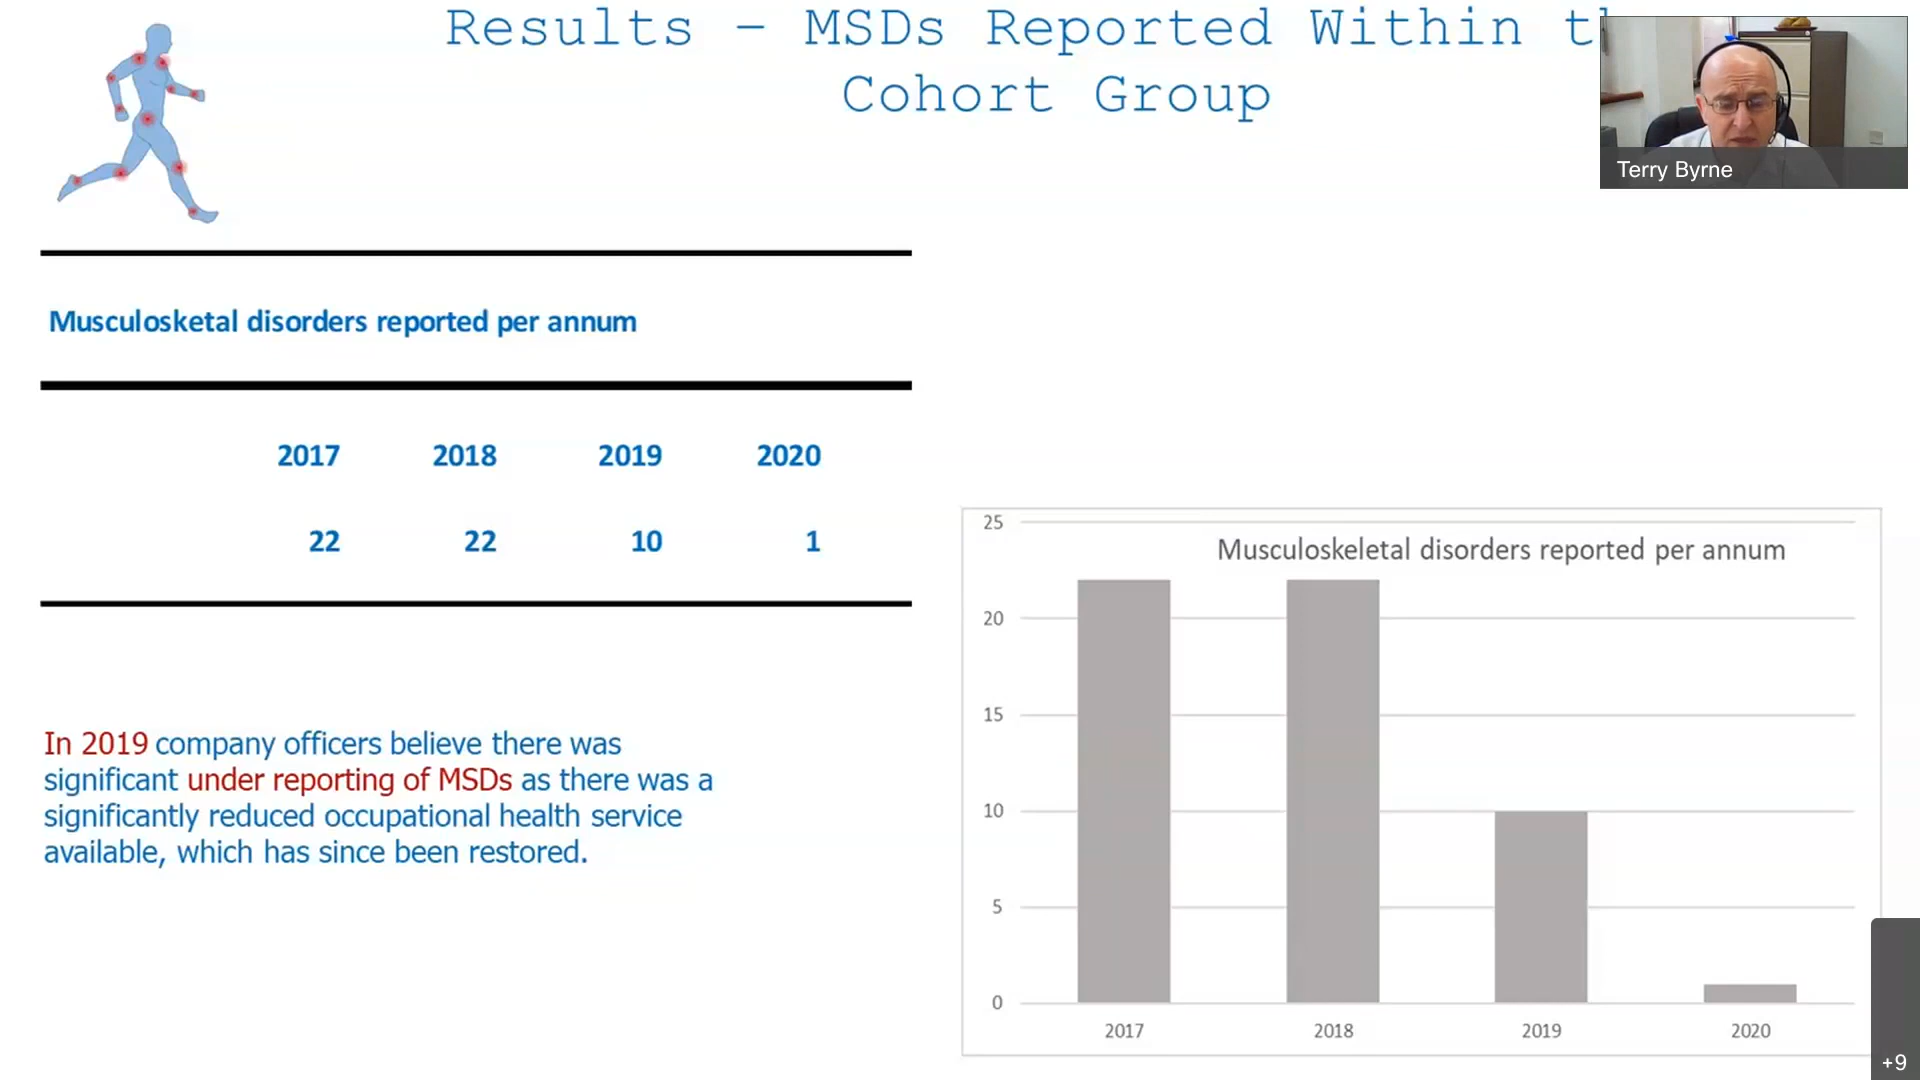 Results – MSDs Reported Within t
Cohort Group
Terry Byrne
Musculosketal disorders reported per annum
2017 2018 2019 2020
22 22 10 1
In 2019 company officers believe there was
significant under reporting of MSDs as there was a
significantly reduced occupational health service
available, which has since been restored.
Musculoskeletal disorders reported per annum
25
20
15
10
5
0
2017 2018 2019 2020
+9